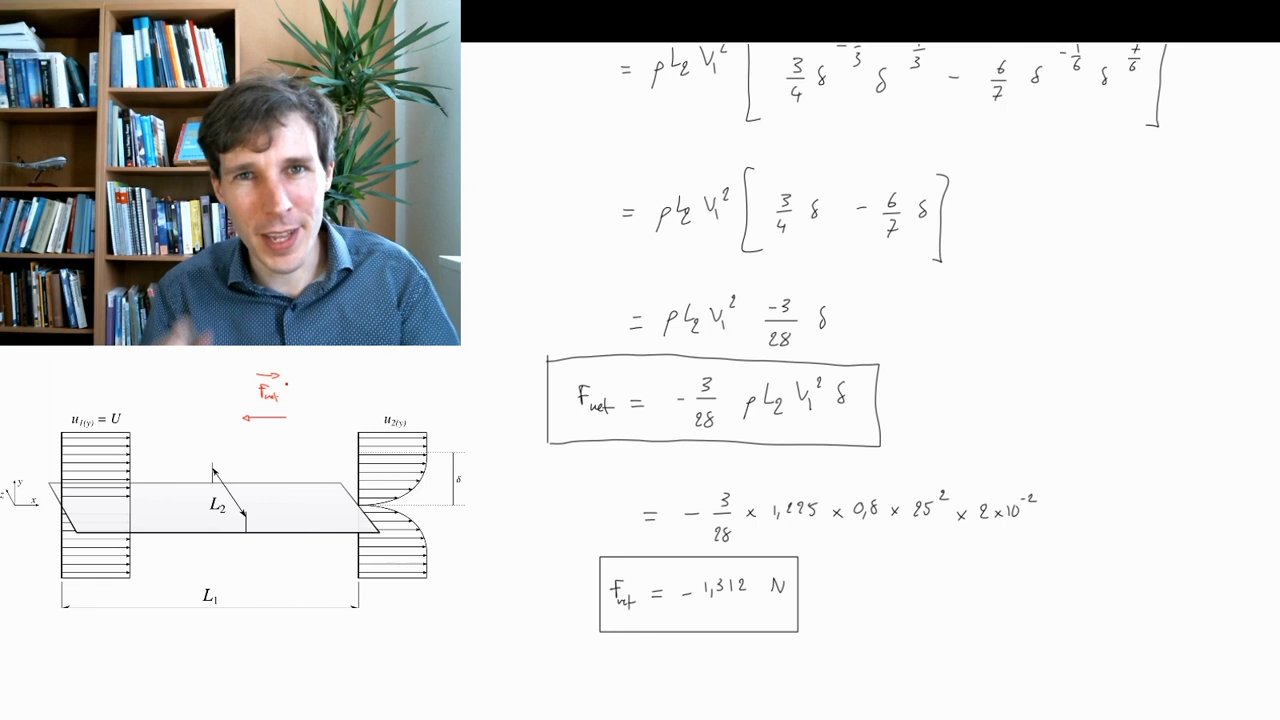 = ρ L₂ V₁² [ 3/4 δ^(-1/3) δ^(4/3) - 6/7 δ^(-1/6) δ^(7/6) ]
= ρ L₂ V₁² [ 3/4 δ - 6/7 δ ]
= ρ L₂ V₁² -3/28 δ
F_net = - 3/28 ρ L₂ V₁² δ
= - 3/28 × 1,225 × 0,8 × 25² × 2×10⁻²
F_net = - 1,312 N
F_net
u₁(y) = U
u₂(y)
y
x
z
δ
L₂
L₁